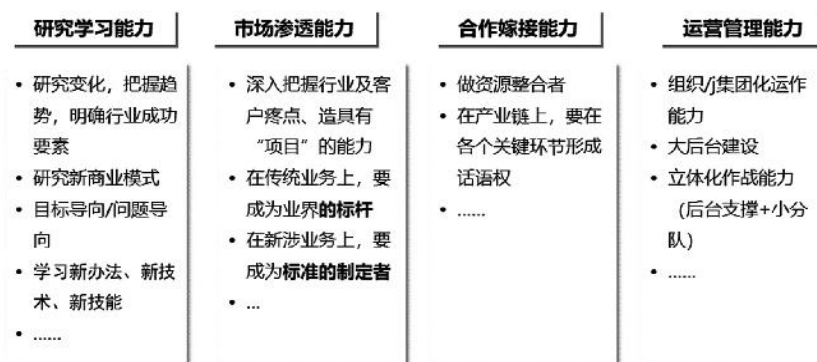 研究学习能力
• 研究变化，把握趋
势，明确行业成功
要素
• 研究新商业模式
• 目标导向/问题导
向
• 学习新办法、新技
术、新技能
• ......
市场渗透能力
• 深入把握行业及客
户疼点、造具有
“项目”的能力
• 在传统业务上，要
成为业界的标杆
• 在新涉业务上，要
成为标准的制定者
• ...
合作嫁接能力
• 做资源整合者
• 在产业链上，要在
各个关键环节形成
话语权
• ......
运营管理能力
• 组织/j集团化运作
能力
• 大后台建设
• 立体化作战能力
（后台支撑+小分
队）
• ......